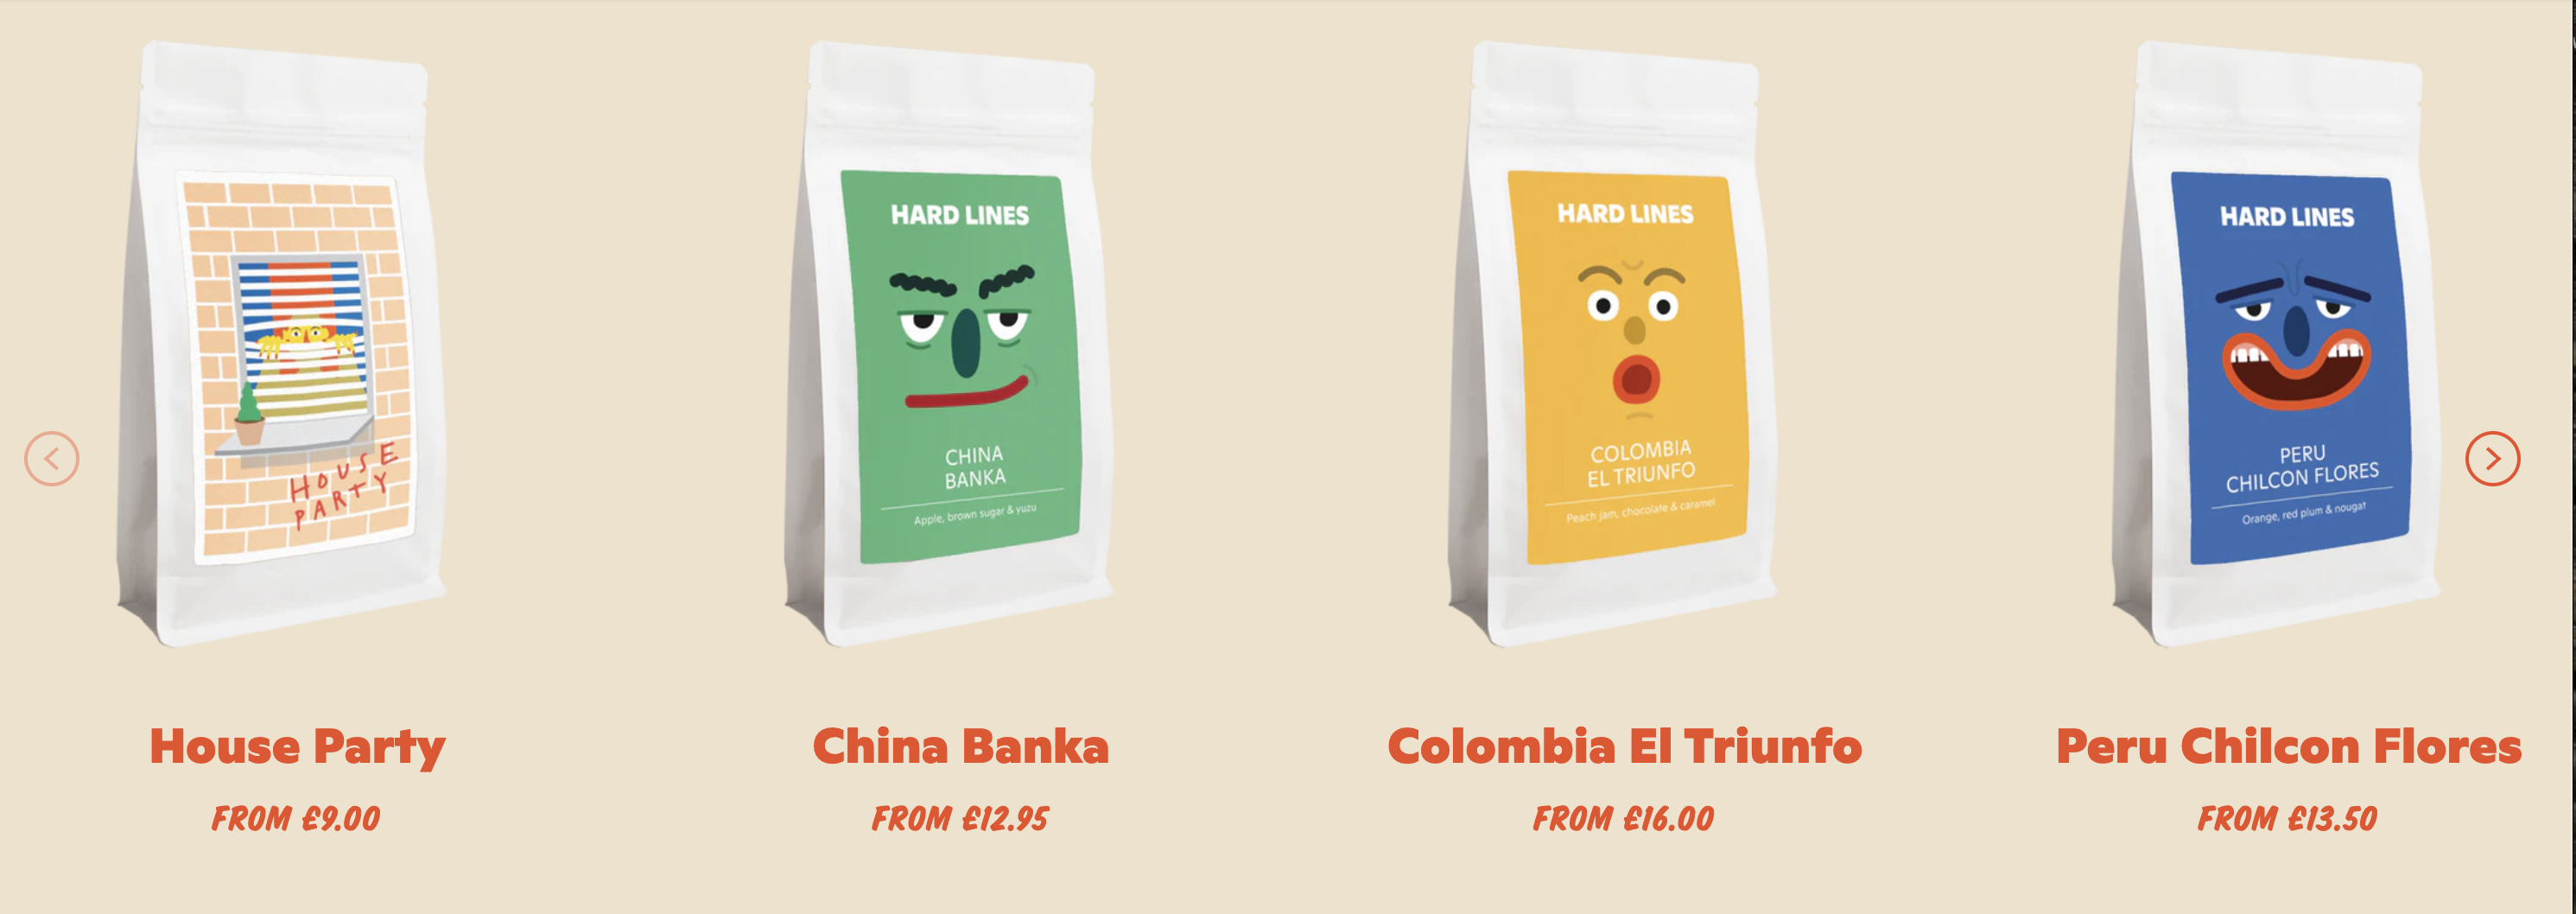 HOUSE
PARTY
HARD LINES
CHINA
BANKA
Apple, brown sugar & yuzu
HARD LINES
COLOMBIA
EL TRIUNFO
Peach jam, chocolate & caramel
HARD LINES
PERU
CHILCON FLORES
Orange, red plum & nougat
House Party
FROM £9.00
China Banka
FROM £12.95
Colombia El Triunfo
FROM £16.00
Peru Chilcon Flores
FROM £13.50